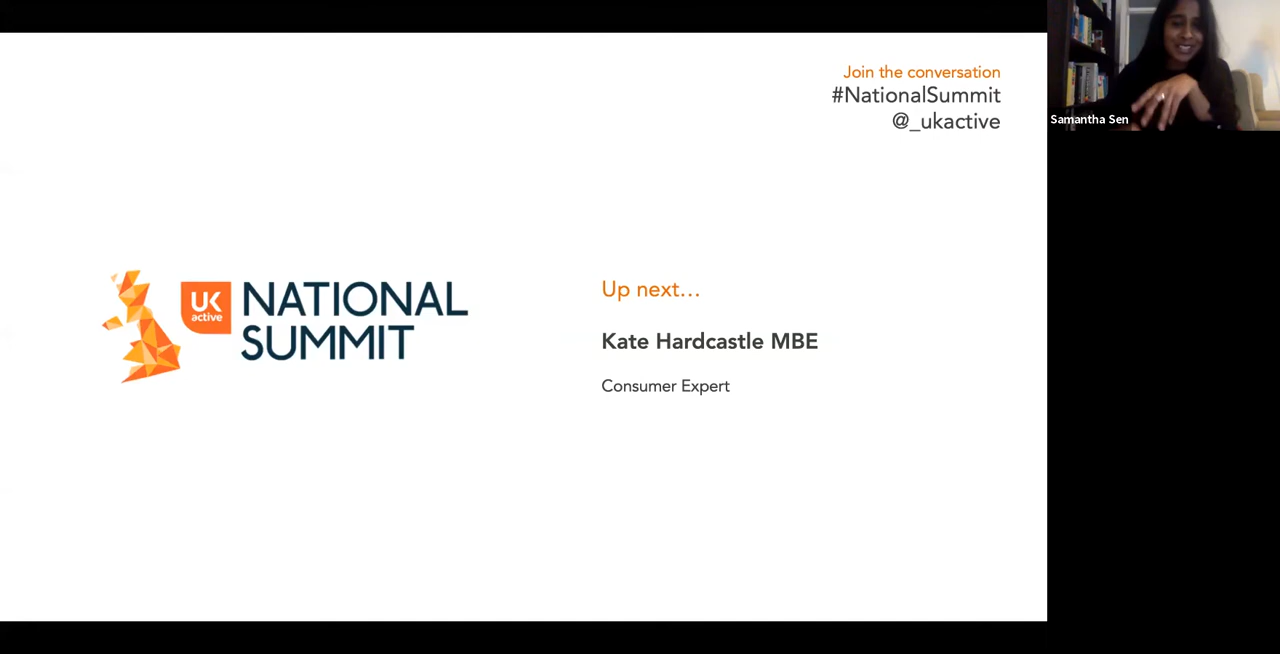 Join the conversation
#NationalSummit
@_ukactive
Samantha Sen
UK
active
NATIONAL
SUMMIT
Up next...
Kate Hardcastle MBE
Consumer Expert